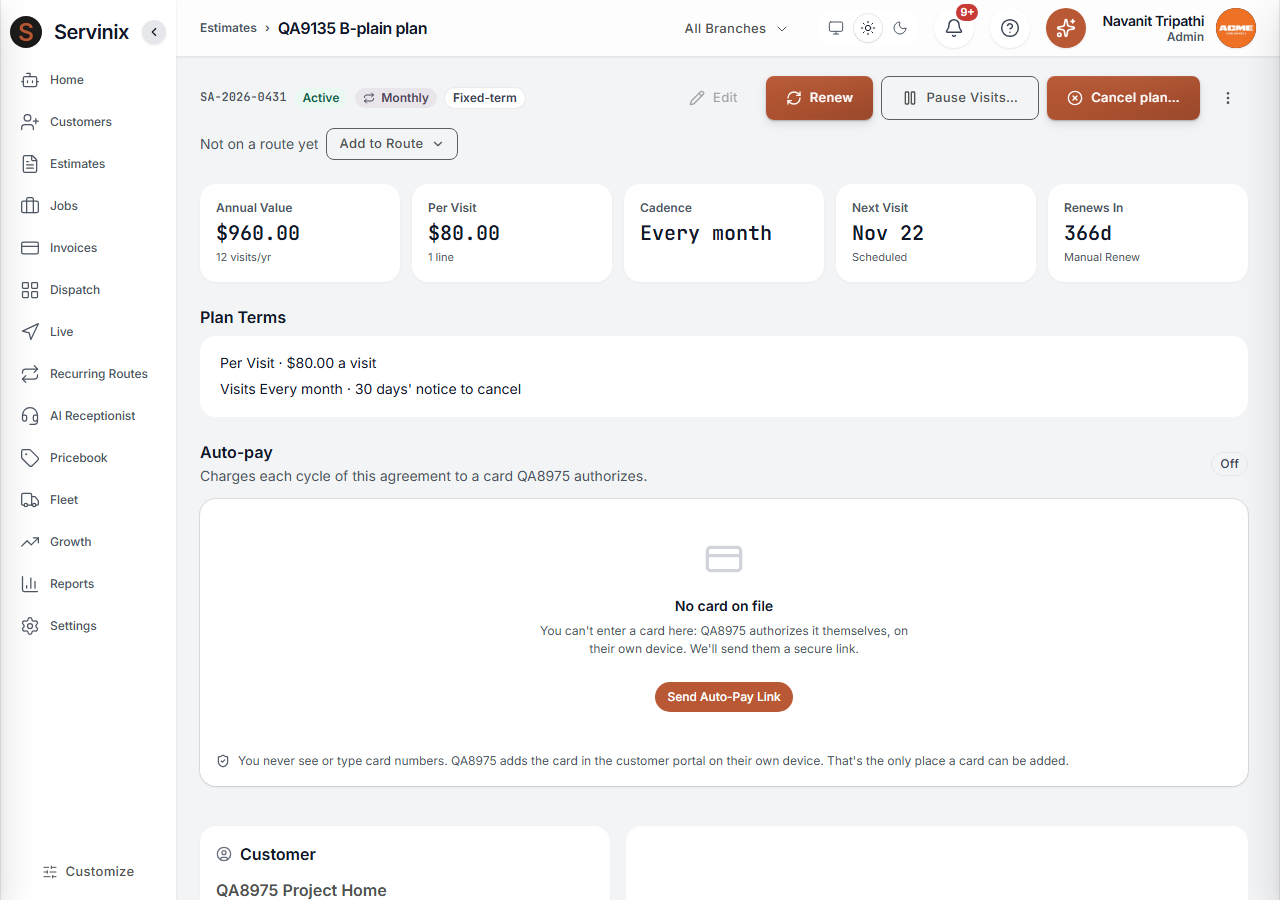 S Servinix
Home
Customers
Estimates
Jobs
Invoices
Dispatch
Live
Recurring Routes
AI Receptionist
Pricebook
Fleet
Growth
Reports
Settings
Customize
Estimates › QA9135 B-plain plan
All Branches
9+
Navanit Tripathi
Admin
ACME
SA-2026-0431 Active Monthly Fixed-term
Edit Renew Pause Visits... Cancel plan...
Not on a route yet Add to Route
Annual Value
$960.00
12 visits/yr
Per Visit
$80.00
1 line
Cadence
Every month
Next Visit
Nov 22
Scheduled
Renews In
366d
Manual Renew
Plan Terms
Per Visit · $80.00 a visit
Visits Every month · 30 days' notice to cancel
Auto-pay
Charges each cycle of this agreement to a card QA8975 authorizes.
Off
No card on file
You can't enter a card here: QA8975 authorizes it themselves, on
their own device. We'll send them a secure link.
Send Auto-Pay Link
You never see or type card numbers. QA8975 adds the card in the customer portal on their own device. That's the only place a card can be added.
Customer
QA8975 Project Home